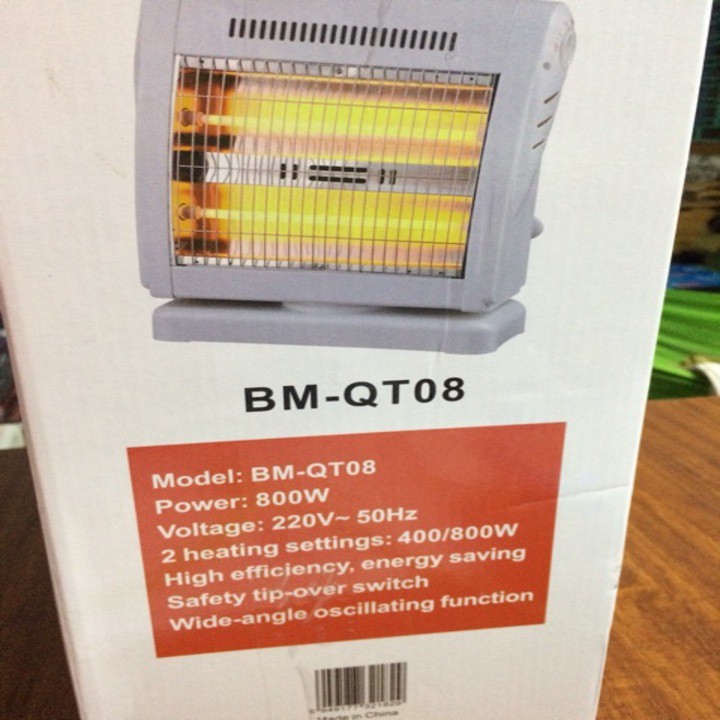 BM-QT08
Model: BM-QT08
Power: 800W
Voltage: 220V~ 50Hz
2 heating settings: 400/800W
High efficiency, energy saving
Safety tip-over switch
Wide-angle oscillating function
Made in China